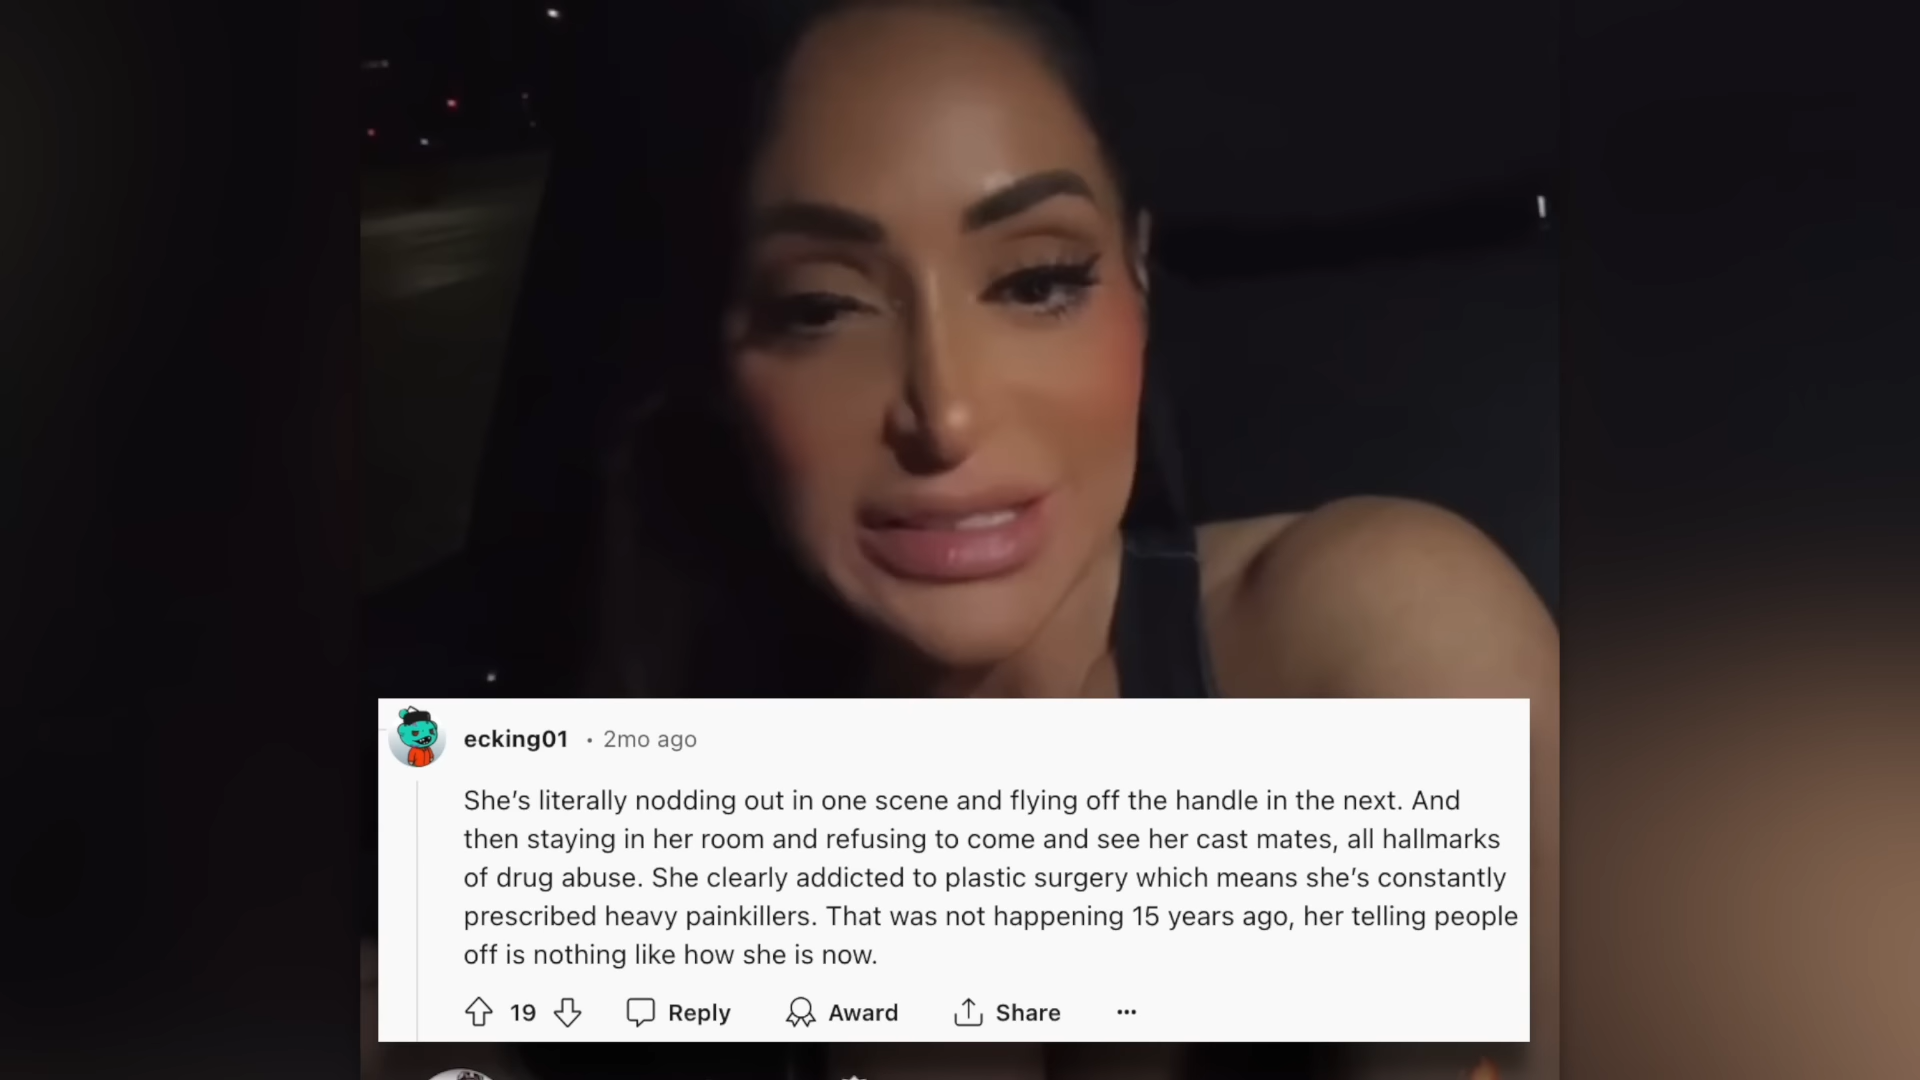 ecking01 • 2mo ago
She's literally nodding out in one scene and flying off the handle in the next. And
then staying in her room and refusing to come and see her cast mates, all hallmarks
of drug abuse. She clearly addicted to plastic surgery which means she's constantly
prescribed heavy painkillers. That was not happening 15 years ago, her telling people
off is nothing like how she is now.
19 Reply Award Share